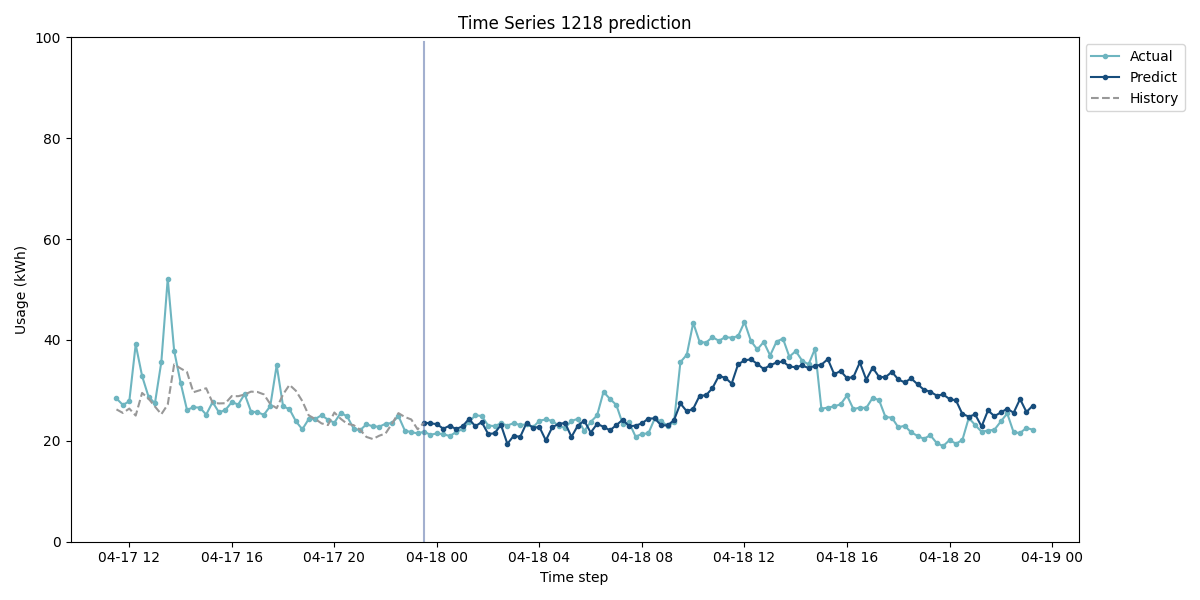 Time Series 1218 prediction
100
80
60
40
20
0
Usage (kWh)
04-17 12
04-17 16
04-17 20
04-18 00
04-18 04
04-18 08
04-18 12
04-18 16
04-18 20
04-19 00
Time step
Actual
Predict
History